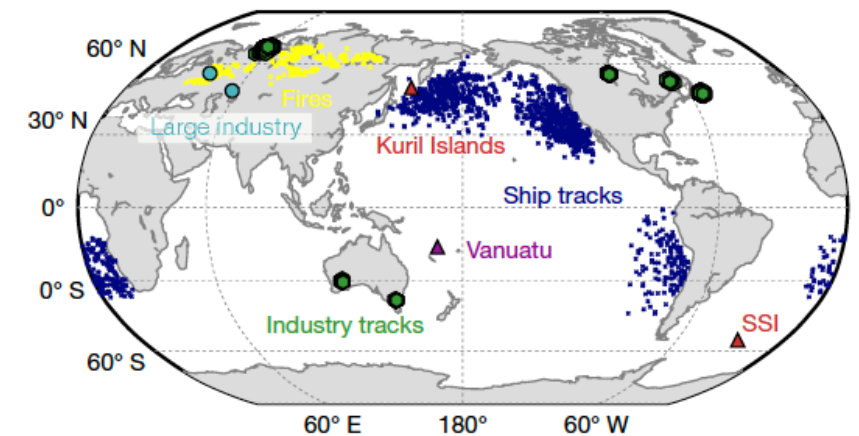 60° N
Fires
30° N
Large industry
Kuril Islands
Ship tracks
0°
Vanuatu
0° S
Industry tracks
SSI
60° S
60° E
180°
60° W